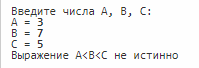 Введите числа A, B, C:
A = 3
B = 7
C = 5
Выражение A<B<C не истинно